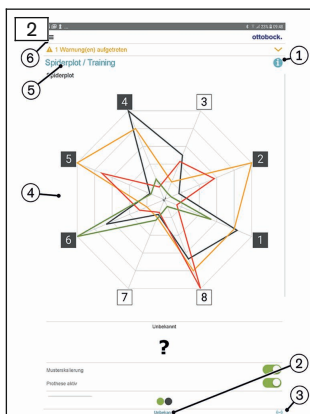 2
ottobock.
6
1 Warnung(en) aufgetreten
1
Spiderplot / Training
5
Spiderplot
4
3
5
2
4
6
1
7
8
Unbekannt
?
2
Mustererkennung
Prothese aktiv
3
Unbekannt